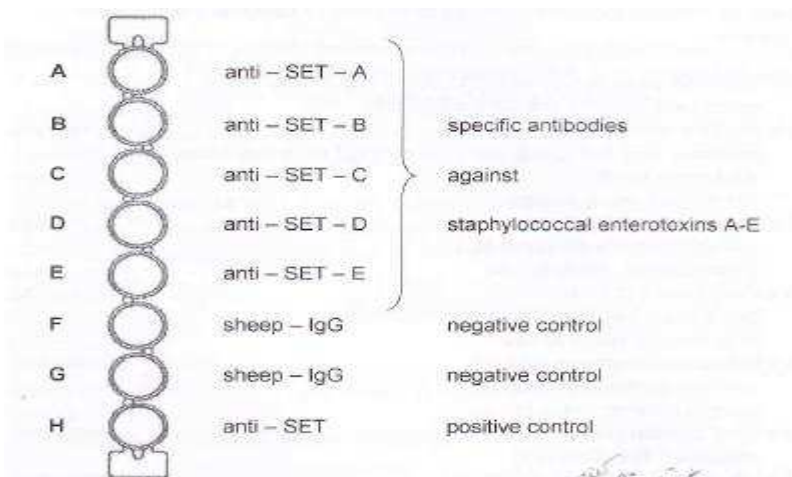 A anti – SET – A
B anti – SET – B specific antibodies
C anti – SET – C against
D anti – SET – D staphylococcal enterotoxins A-E
E anti – SET – E
F sheep – IgG negative control
G sheep – IgG negative control
H anti – SET positive control